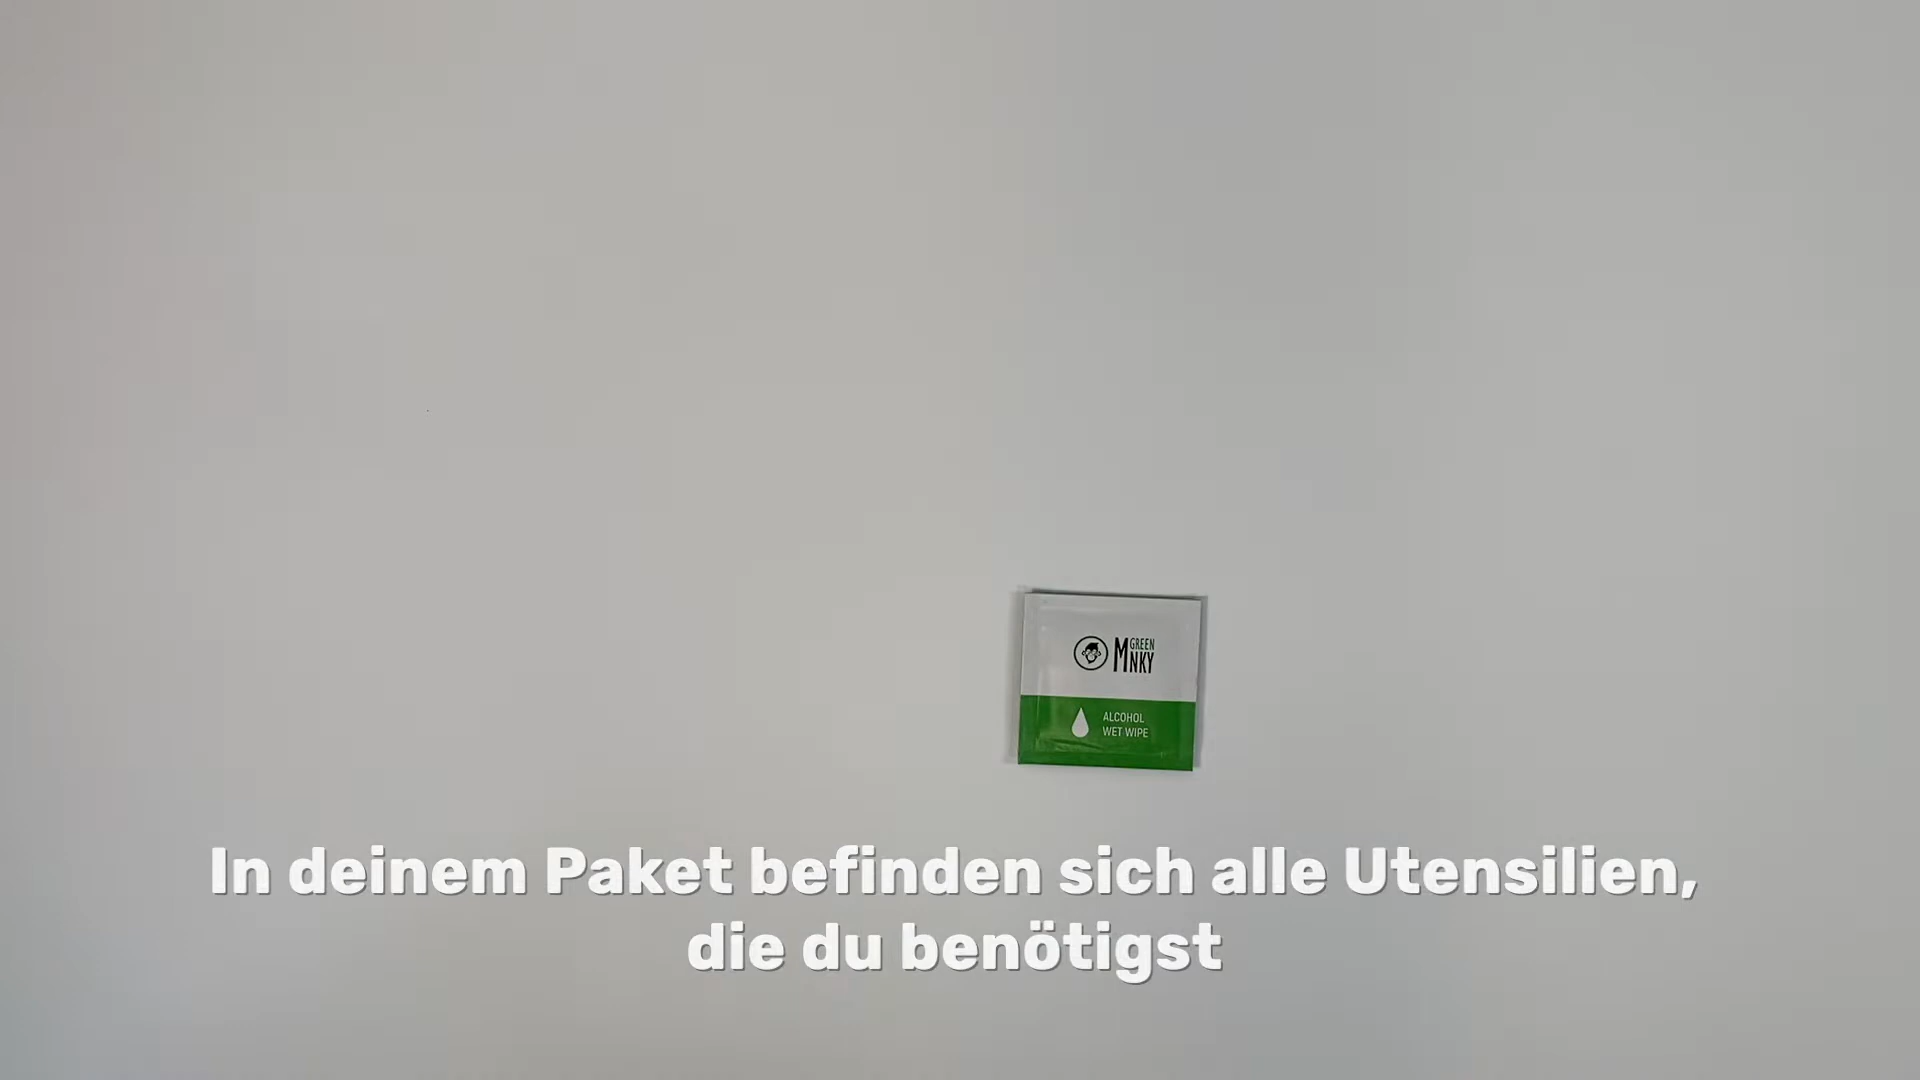 GREEN
MNKY
ALCOHOL
WET WIPE
In deinem Paket befinden sich alle Utensilien,
die du benötigst